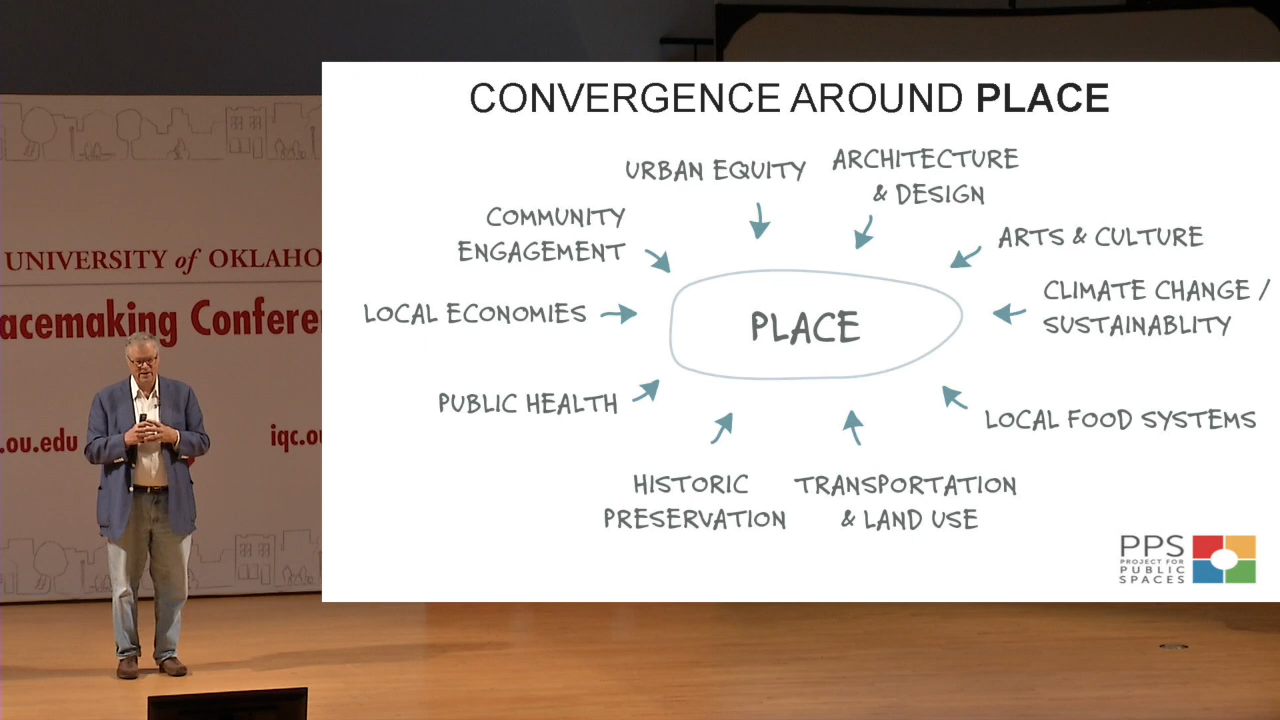 CONVERGENCE AROUND PLACE
URBAN EQUITY
ARCHITECTURE
& DESIGN
COMMUNITY
ENGAGEMENT
ARTS & CULTURE
LOCAL ECONOMIES
CLIMATE CHANGE /
SUSTAINABLITY
PLACE
PUBLIC HEALTH
LOCAL FOOD SYSTEMS
HISTORIC
PRESERVATION
TRANSPORTATION
& LAND USE
PPS
PROJECT FOR
PUBLIC
SPACES
UNIVERSITY of OKLAHO
acemaking Confere
.ou.edu
iqc.ou